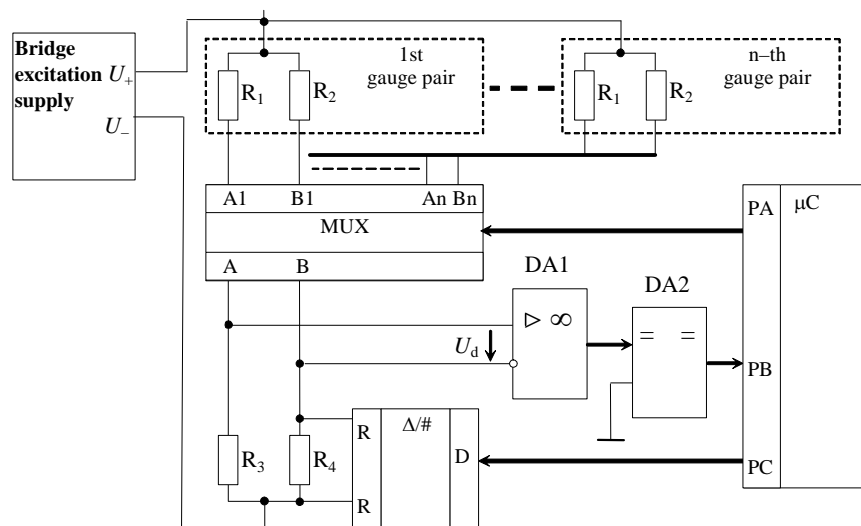 Bridge
excitation
supply
U+
U−
R1
R2
1st
gauge pair
n–th
gauge pair
R1
R2
A1 B1 An Bn
MUX
A B
PA
μC
DA1
DA2
▷ ∞
= =
Ud
PB
R3
R4
R
Δ/#
D
R
PC